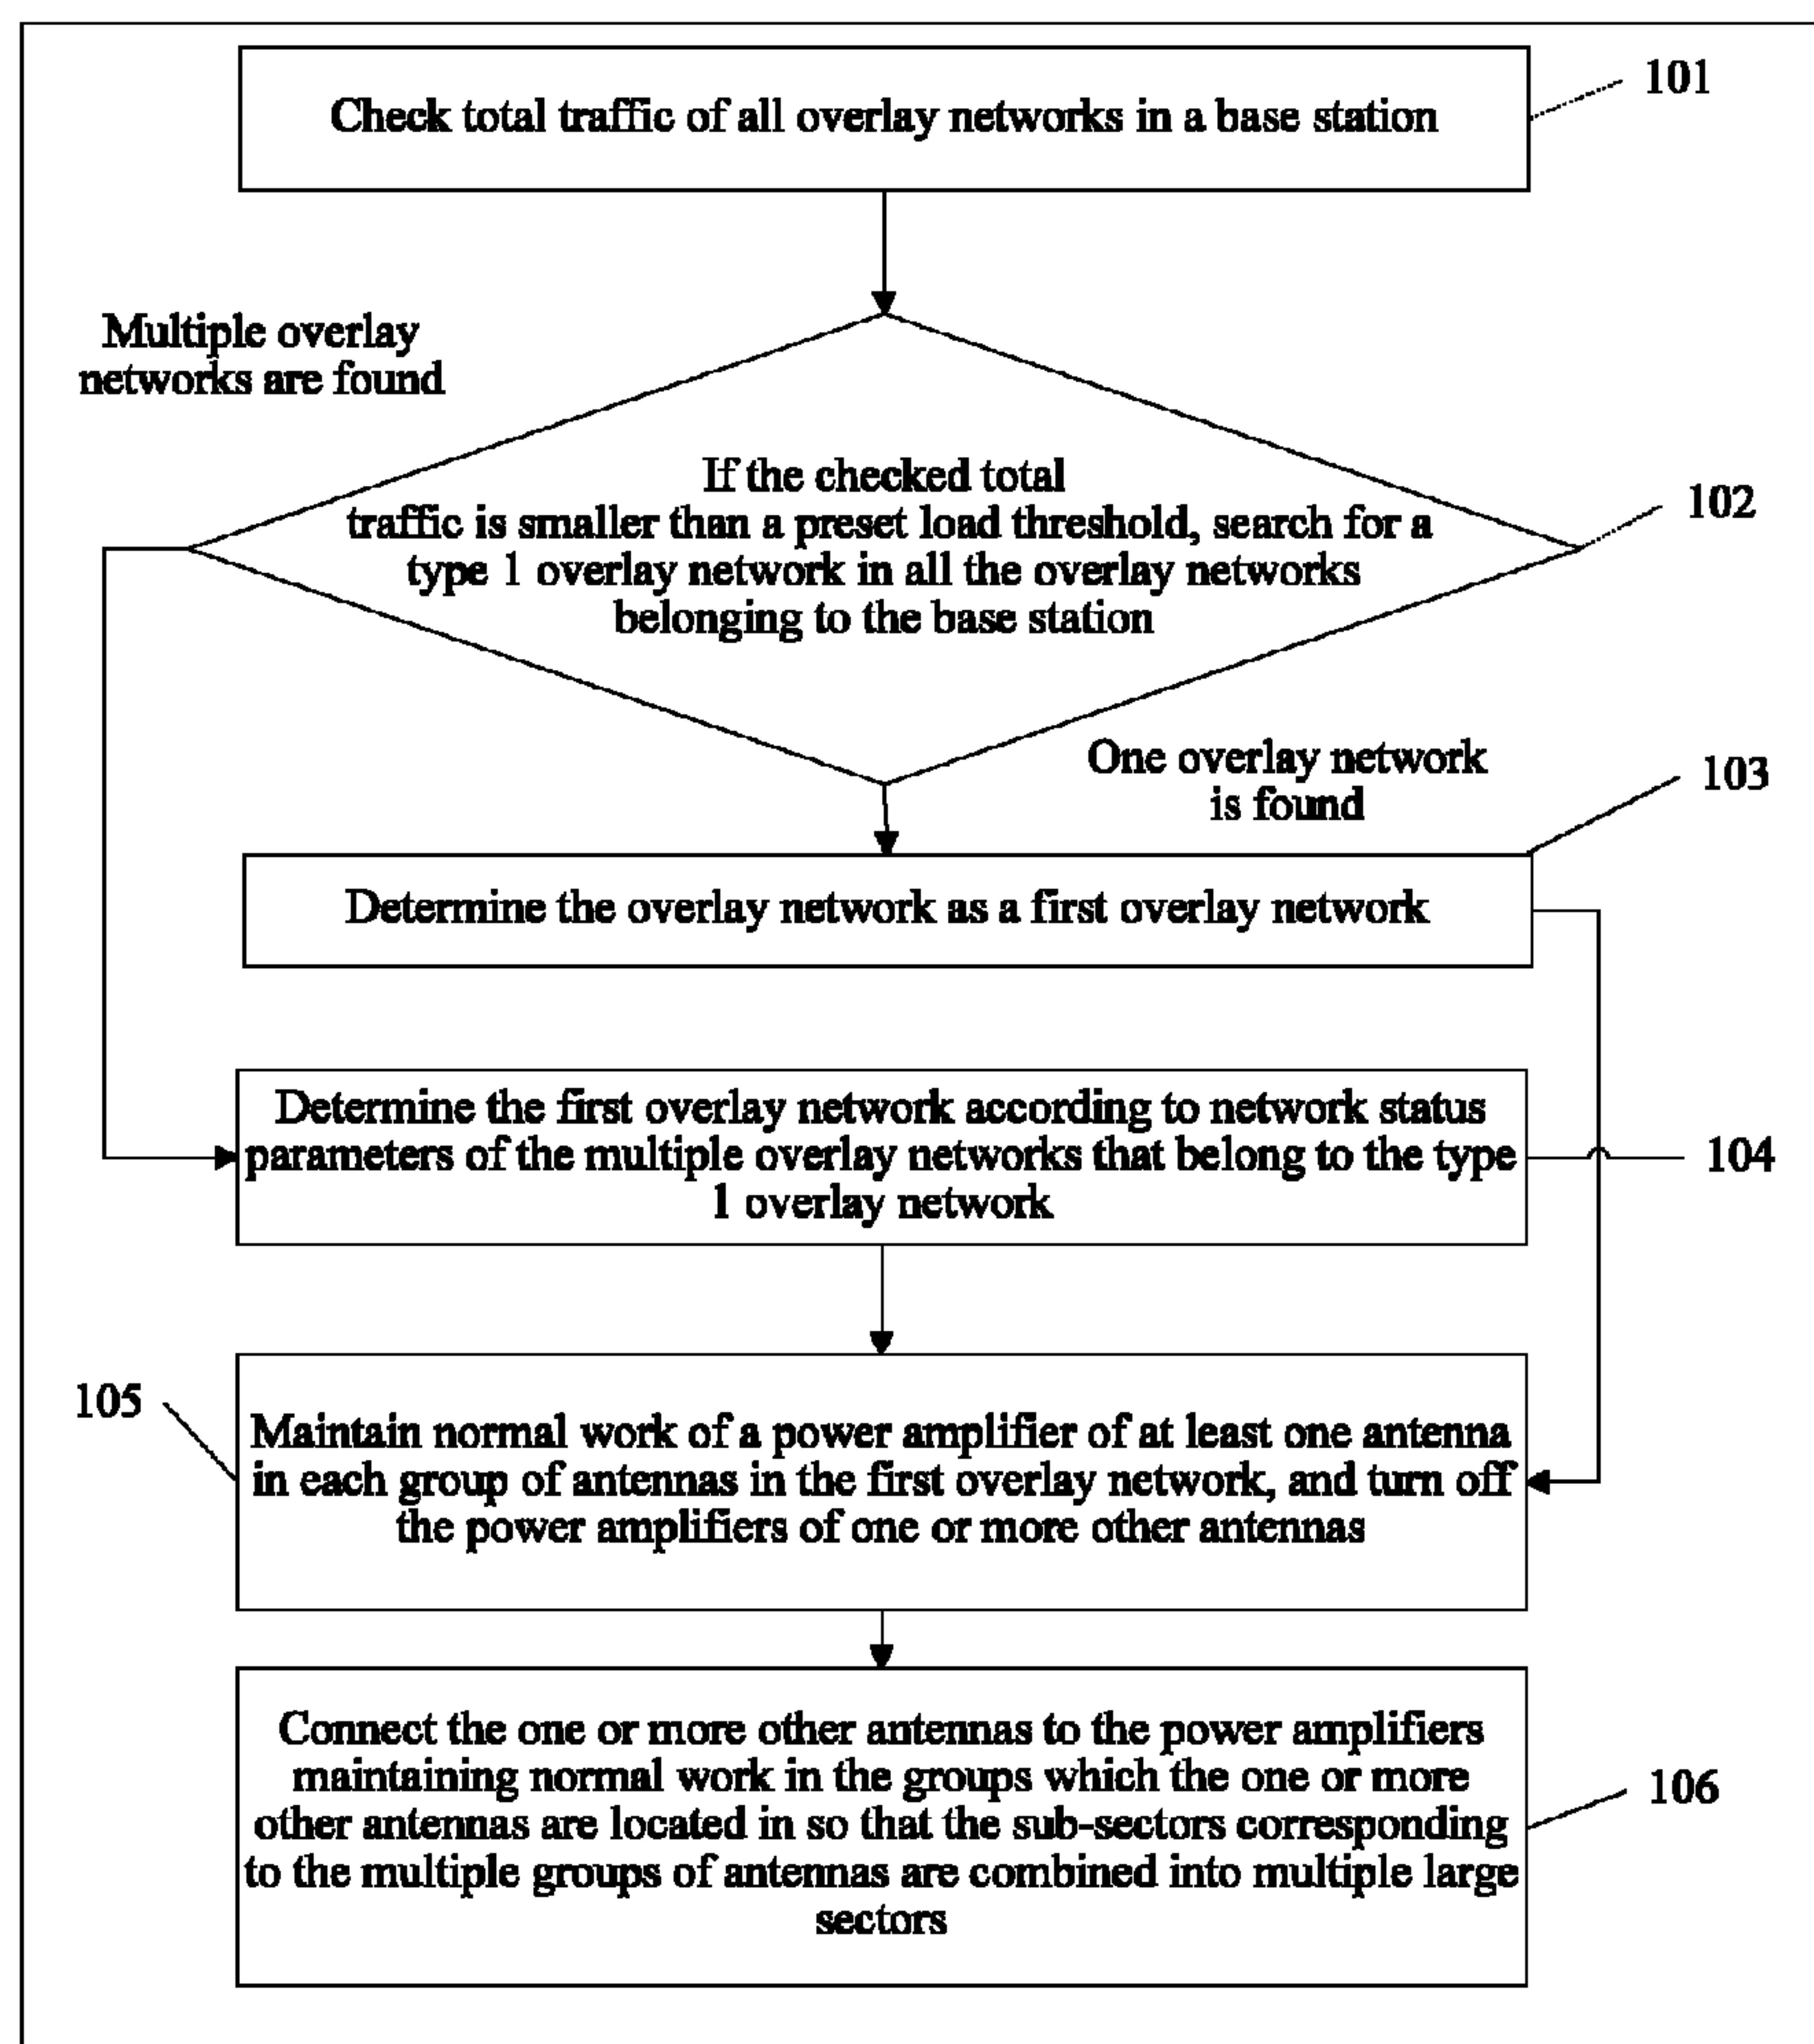 Check total traffic of all overlay networks in a base station
101
Multiple overlay
networks are found
If the checked total
traffic is smaller than a preset load threshold, search for a
type 1 overlay network in all the overlay networks
belonging to the base station
102
One overlay network
is found
103
Determine the overlay network as a first overlay network
Determine the first overlay network according to network status
parameters of the multiple overlay networks that belong to the type
1 overlay network
104
105
Maintain normal work of a power amplifier of at least one antenna
in each group of antennas in the first overlay network, and turn off
the power amplifiers of one or more other antennas
Connect the one or more other antennas to the power amplifiers
maintaining normal work in the groups which the one or more
other antennas are located in so that the sub-sectors corresponding
to the multiple groups of antennas are combined into multiple large
sectors
106